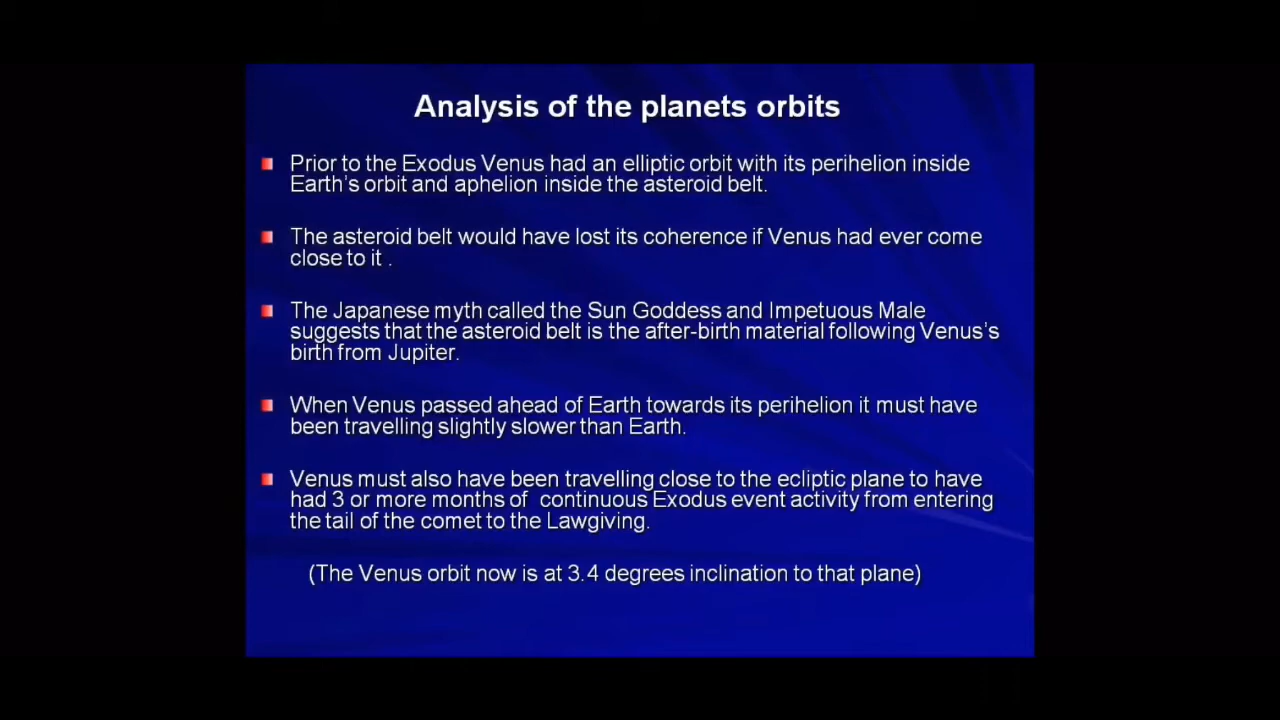 Analysis of the planets orbits
Prior to the Exodus Venus had an elliptic orbit with its perihelion inside
Earth's orbit and aphelion inside the asteroid belt.
The asteroid belt would have lost its coherence if Venus had ever come
close to it .
The Japanese myth called the Sun Goddess and Impetuous Male
suggests that the asteroid belt is the after-birth material following Venus's
birth from Jupiter.
When Venus passed ahead of Earth towards its perihelion it must have
been travelling slightly slower than Earth.
Venus must also have been travelling close to the ecliptic plane to have
had 3 or more months of continuous Exodus event activity from entering
the tail of the comet to the Lawgiving.
(The Venus orbit now is at 3.4 degrees inclination to that plane)